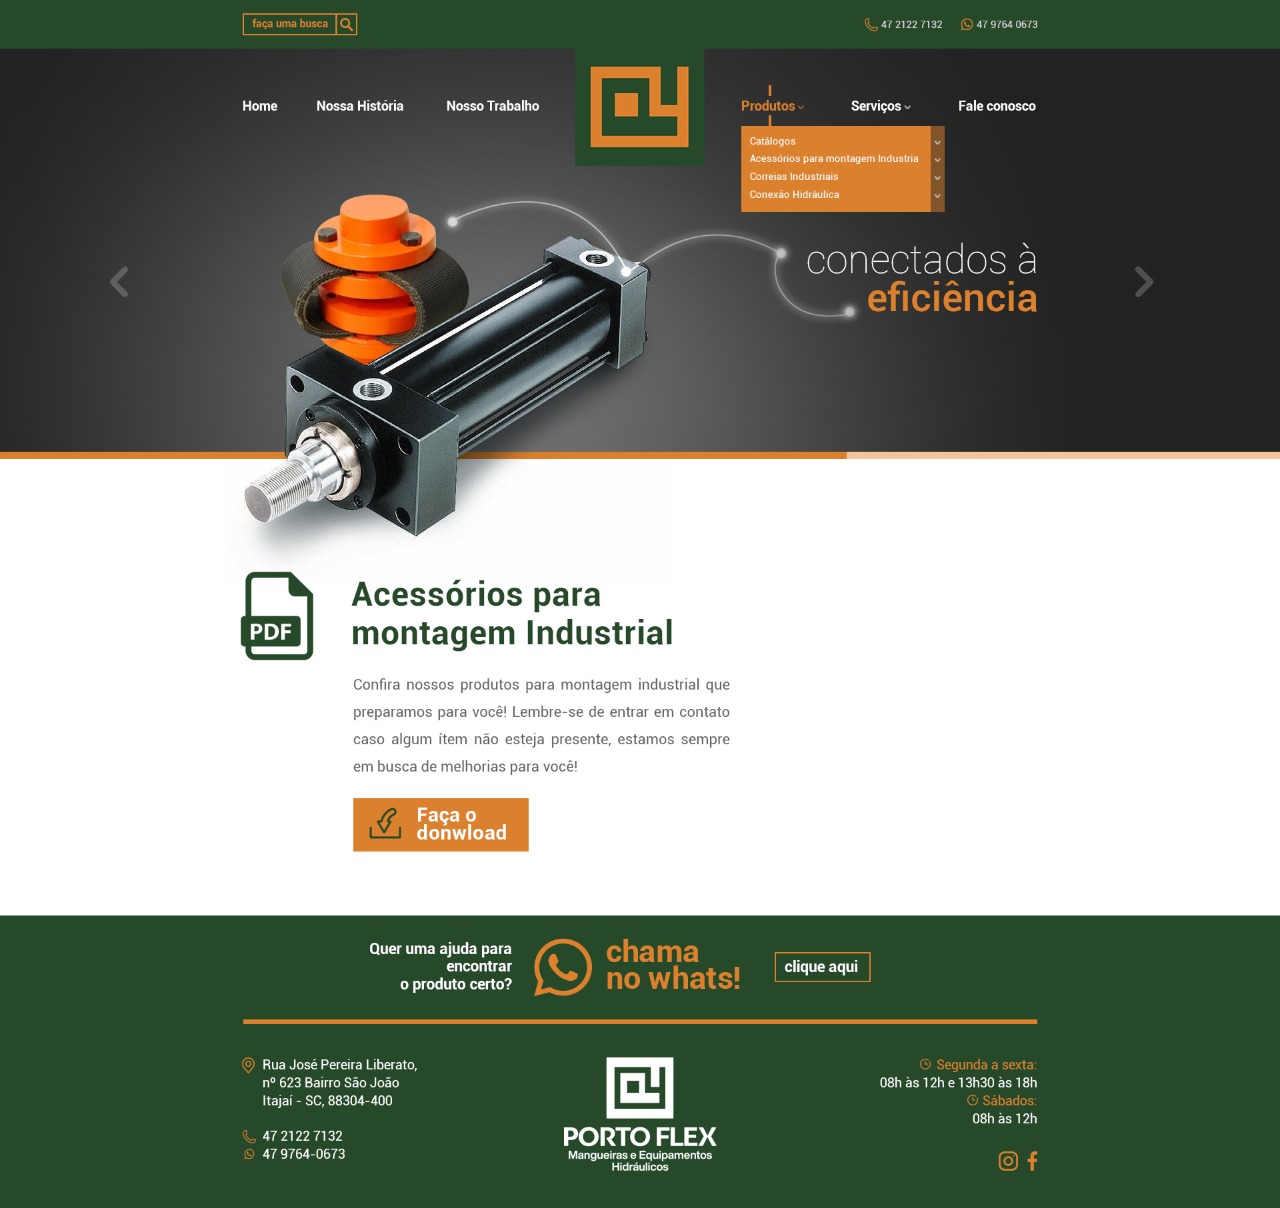 faça uma busca
47 2122 7132
47 9764 0673
Home
Nossa História
Nosso Trabalho
Produtos
Serviços
Fale conosco
Catálogos
Acessórios para montagem Industria
Correias Industriais
Conexão Hidráulica
conectados à
eficiência
PDF
Acessórios para
montagem Industrial
Confira nossos produtos para montagem industrial que
preparamos para você! Lembre-se de entrar em contato
caso algum ítem não esteja presente, estamos sempre
em busca de melhorias para você!
Faça o
donwload
Quer uma ajuda para
encontrar
o produto certo?
chama
no whats!
clique aqui
Rua José Pereira Liberato,
nº 623 Bairro São João
Itajaí - SC, 88304-400
47 2122 7132
47 9764-0673
PORTO FLEX
Mangueiras e Equipamentos
Hidráulicos
Segunda a sexta:
08h às 12h e 13h30 às 18h
Sábados:
08h às 12h